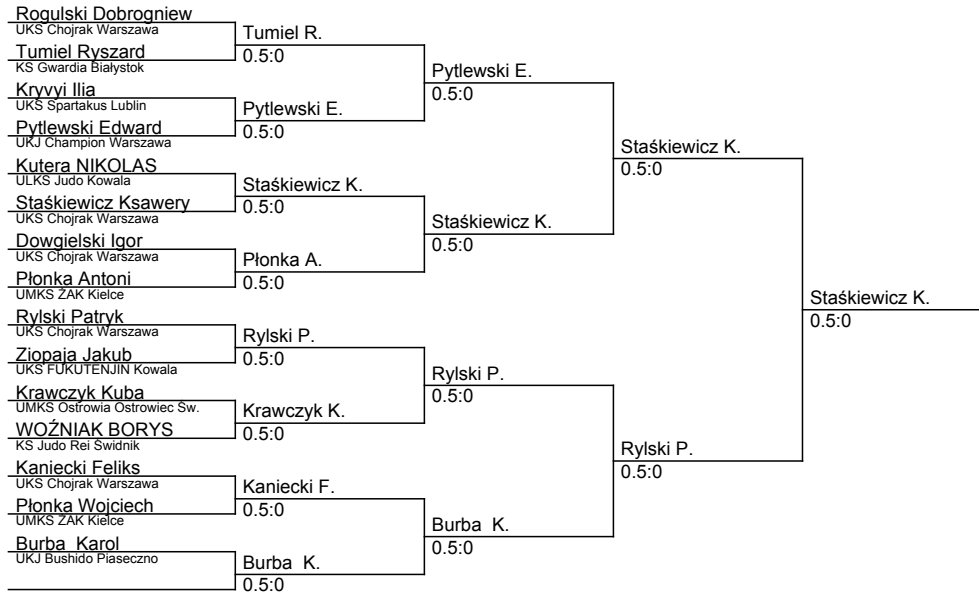 Rogulski Dobrogniew
UKS Chojrak Warszawa
Tumiel Ryszard
KS Gwardia Białystok
Kryvyi Ilia
UKS Spartakus Lublin
Pytlewski Edward
UKJ Champion Warszawa
Kutera NIKOLAS
ULKS Judo Kowala
Staśkiewicz Ksawery
UKS Chojrak Warszawa
Dowgielski Igor
UKS Chojrak Warszawa
Płonka Antoni
UMKS ŻAK Kielce
Rylski Patryk
UKS Chojrak Warszawa
Ziopaja Jakub
UKS FUKUTENJIN Kowala
Krawczyk Kuba
UMKS Ostrowia Ostrowiec Św.
WOŹNIAK BORYS
KS Judo Rei Świdnik
Kaniecki Feliks
UKS Chojrak Warszawa
Płonka Wojciech
UMKS ŻAK Kielce
Burba  Karol
UKJ Bushido Piaseczno
Tumiel R.
0.5:0
Pytlewski E.
0.5:0
Staśkiewicz K.
0.5:0
Płonka A.
0.5:0
Rylski P.
0.5:0
Krawczyk K.
0.5:0
Kaniecki F.
0.5:0
Burba  K.
0.5:0
Pytlewski E.
0.5:0
Staśkiewicz K.
0.5:0
Rylski P.
0.5:0
Burba  K.
0.5:0
Staśkiewicz K.
0.5:0
Rylski P.
0.5:0
Staśkiewicz K.
0.5:0